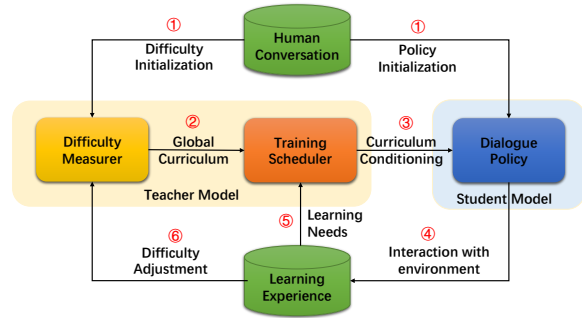 ①
①
Human
Conversation
Difficulty
Initialization
Policy
Initialization
②
③
Difficulty
Measurer
Global
Curriculum
Training
Scheduler
Curriculum
Conditioning
Dialogue
Policy
Teacher Model
Student Model
⑤
Learning
Needs
⑥
④
Difficulty
Adjustment
Interaction with
environment
Learning
Experience